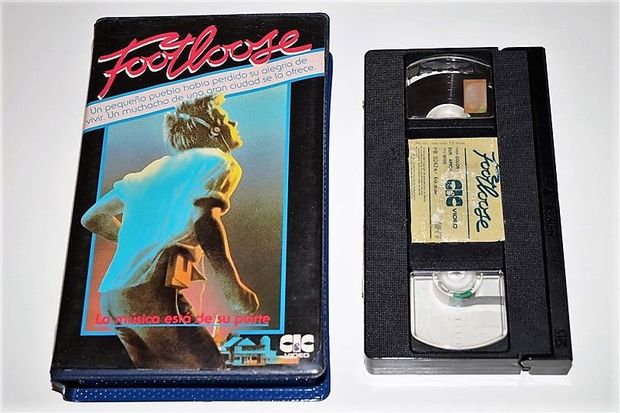 Footloose
Un pequeño pueblo había perdido su alegría de
vivir. Un muchacho de una gran ciudad se la ofrece.
La música está de su parte
CIC
VIDEO
Footloose
CIC
VIDEO
COLOR